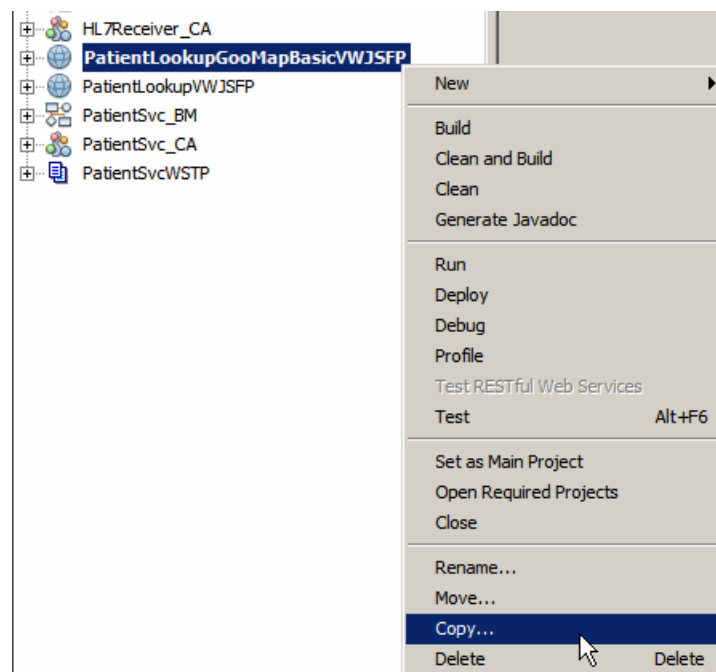 HL7Receiver_CA
PatientLookupGooMapBasicVWJSFP
PatientLookupVWJSFP
PatientSvc_BM
PatientSvc_CA
PatientSvcWSTP
New
Build
Clean and Build
Clean
Generate Javadoc
Run
Deploy
Debug
Profile
Test RESTful Web Services
Test Alt+F6
Set as Main Project
Open Required Projects
Close
Rename...
Move...
Copy...
Delete Delete